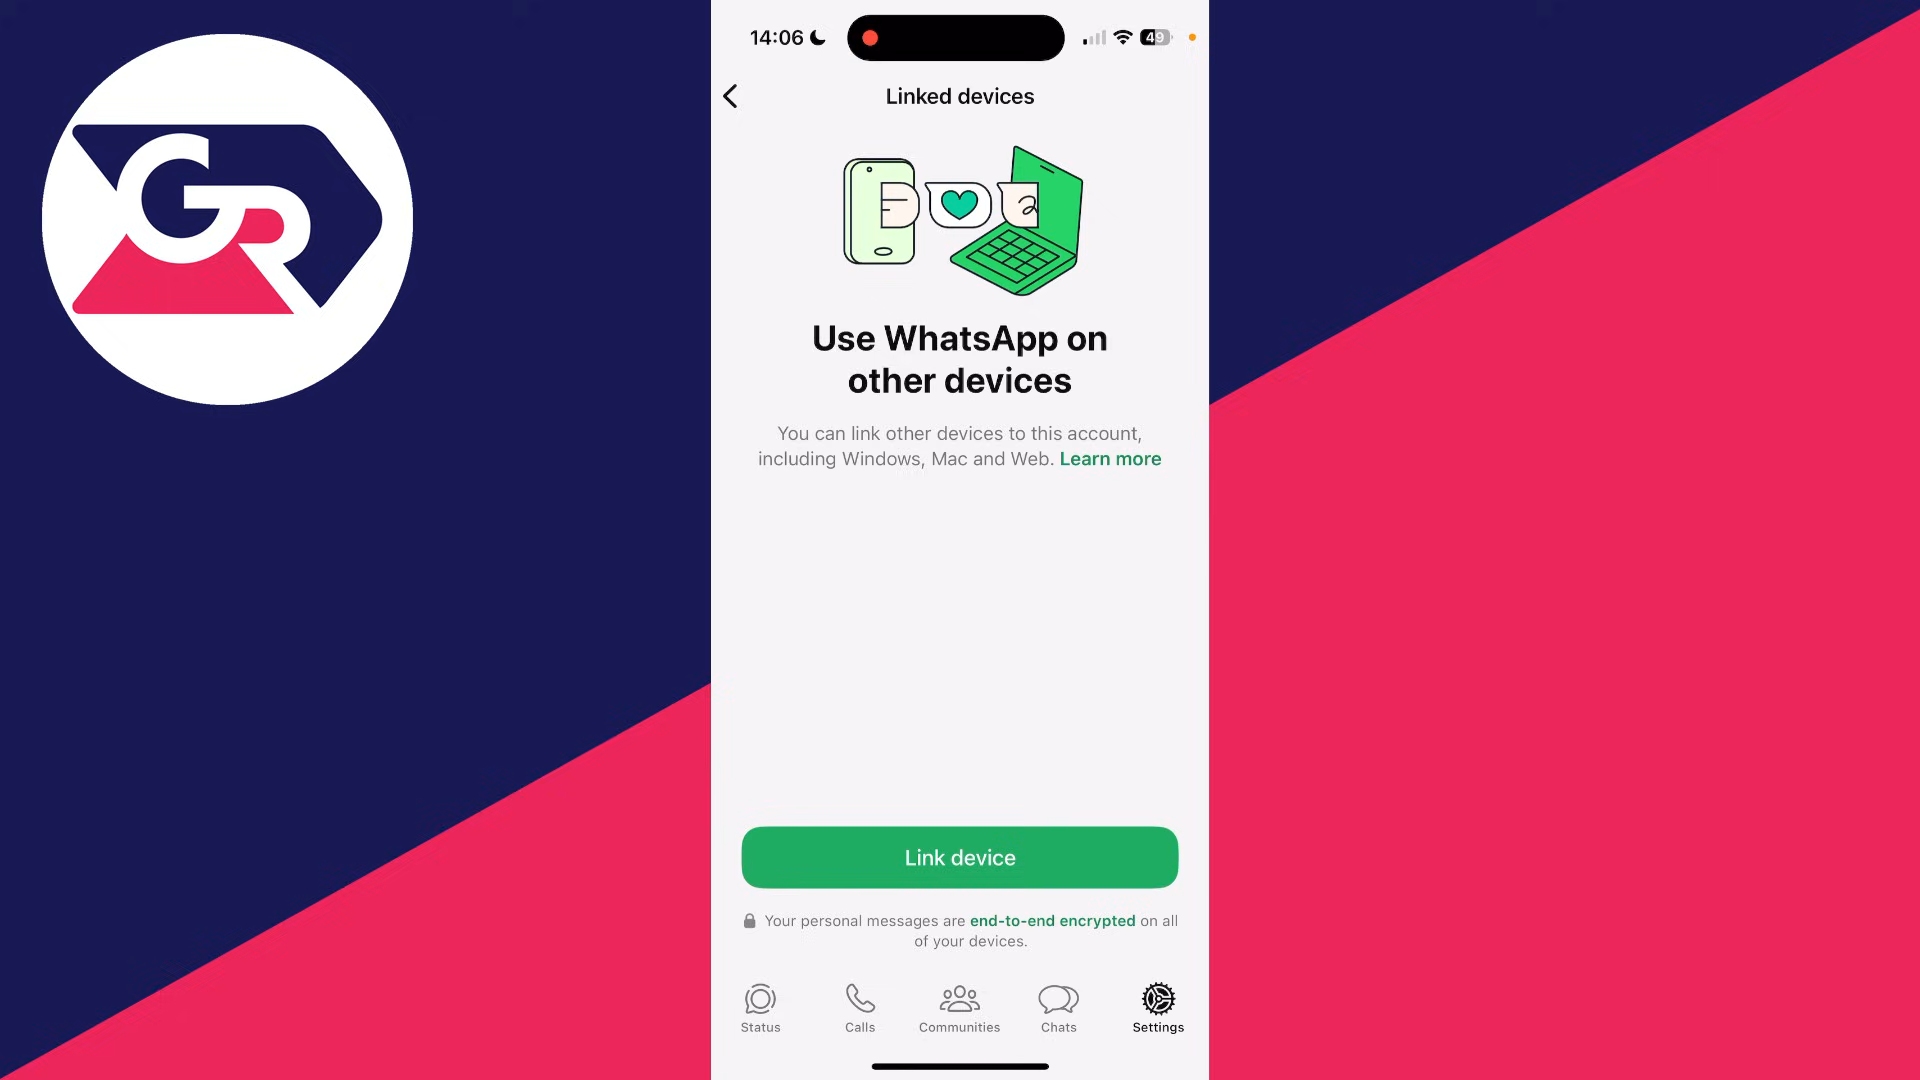 GR
14:06
49
Linked devices
Use WhatsApp on
other devices
You can link other devices to this account,
including Windows, Mac and Web. Learn more
Link device
Your personal messages are end-to-end encrypted on all
of your devices.
Status
Calls
Communities
Chats
Settings